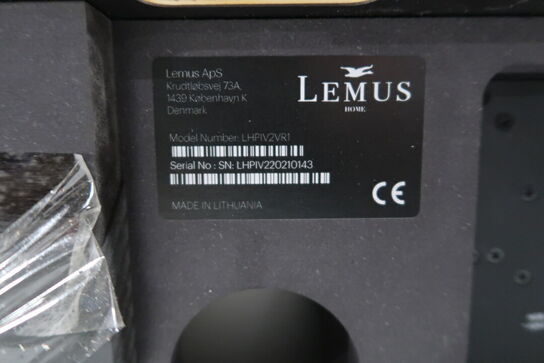 Lemus ApS
Krudtløbsvej 73A,
1439 København K
Denmark
LEMUS
HOME
Model Number: LHPIV2VR1
Serial No : SN: LHPIV220210143
CE
MADE IN LITHUANIA